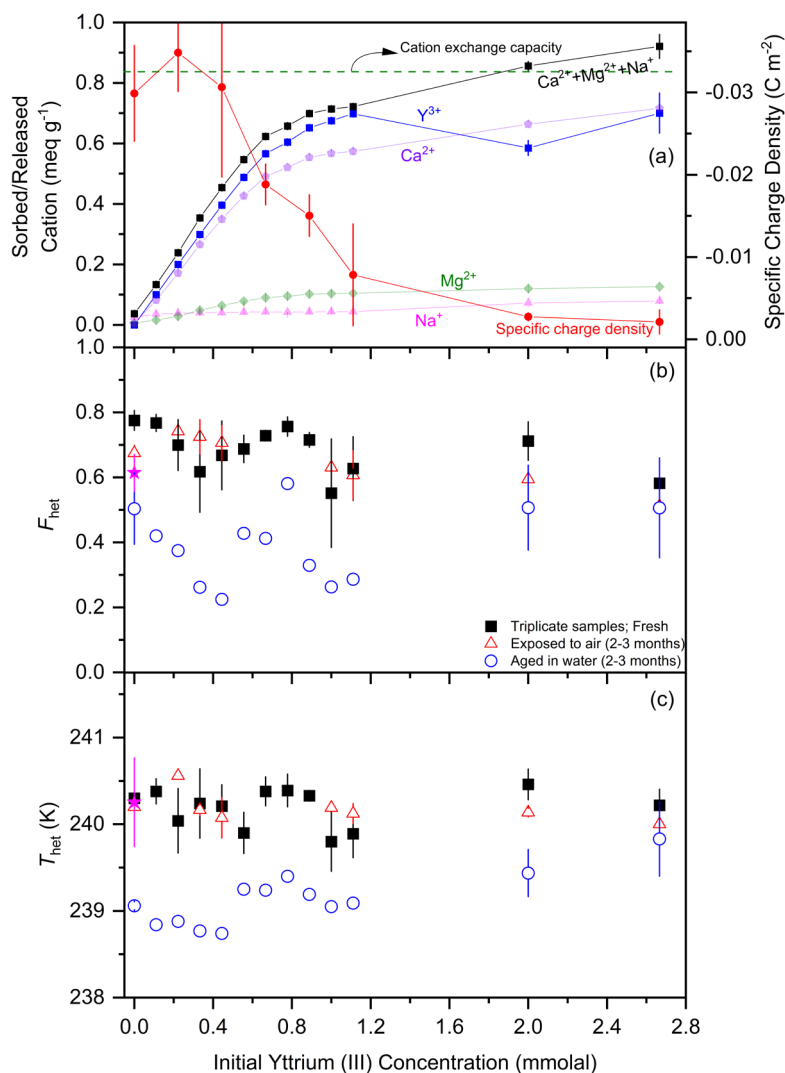 Sorbed/Released
Cation (meq g-1)
1.0
0.8
0.6
0.4
0.2
0.0
Cation exchange capacity
Ca2++Mg2++Na+
Y3+
(a)
Ca2+
Mg2+
Na+
Specific charge density
-0.03
-0.02
-0.01
0.00
Specific Charge Density (C m-2)
Fhet
1.0
0.8
0.6
0.4
0.2
0.0
(b)
Triplicate samples; Fresh
Exposed to air (2-3 months)
Aged in water (2-3 months)
Thet (K)
241
240
239
238
(c)
0.0 0.4 0.8 1.2 1.6 2.0 2.4 2.8
Initial Yttrium (III) Concentration (mmolal)